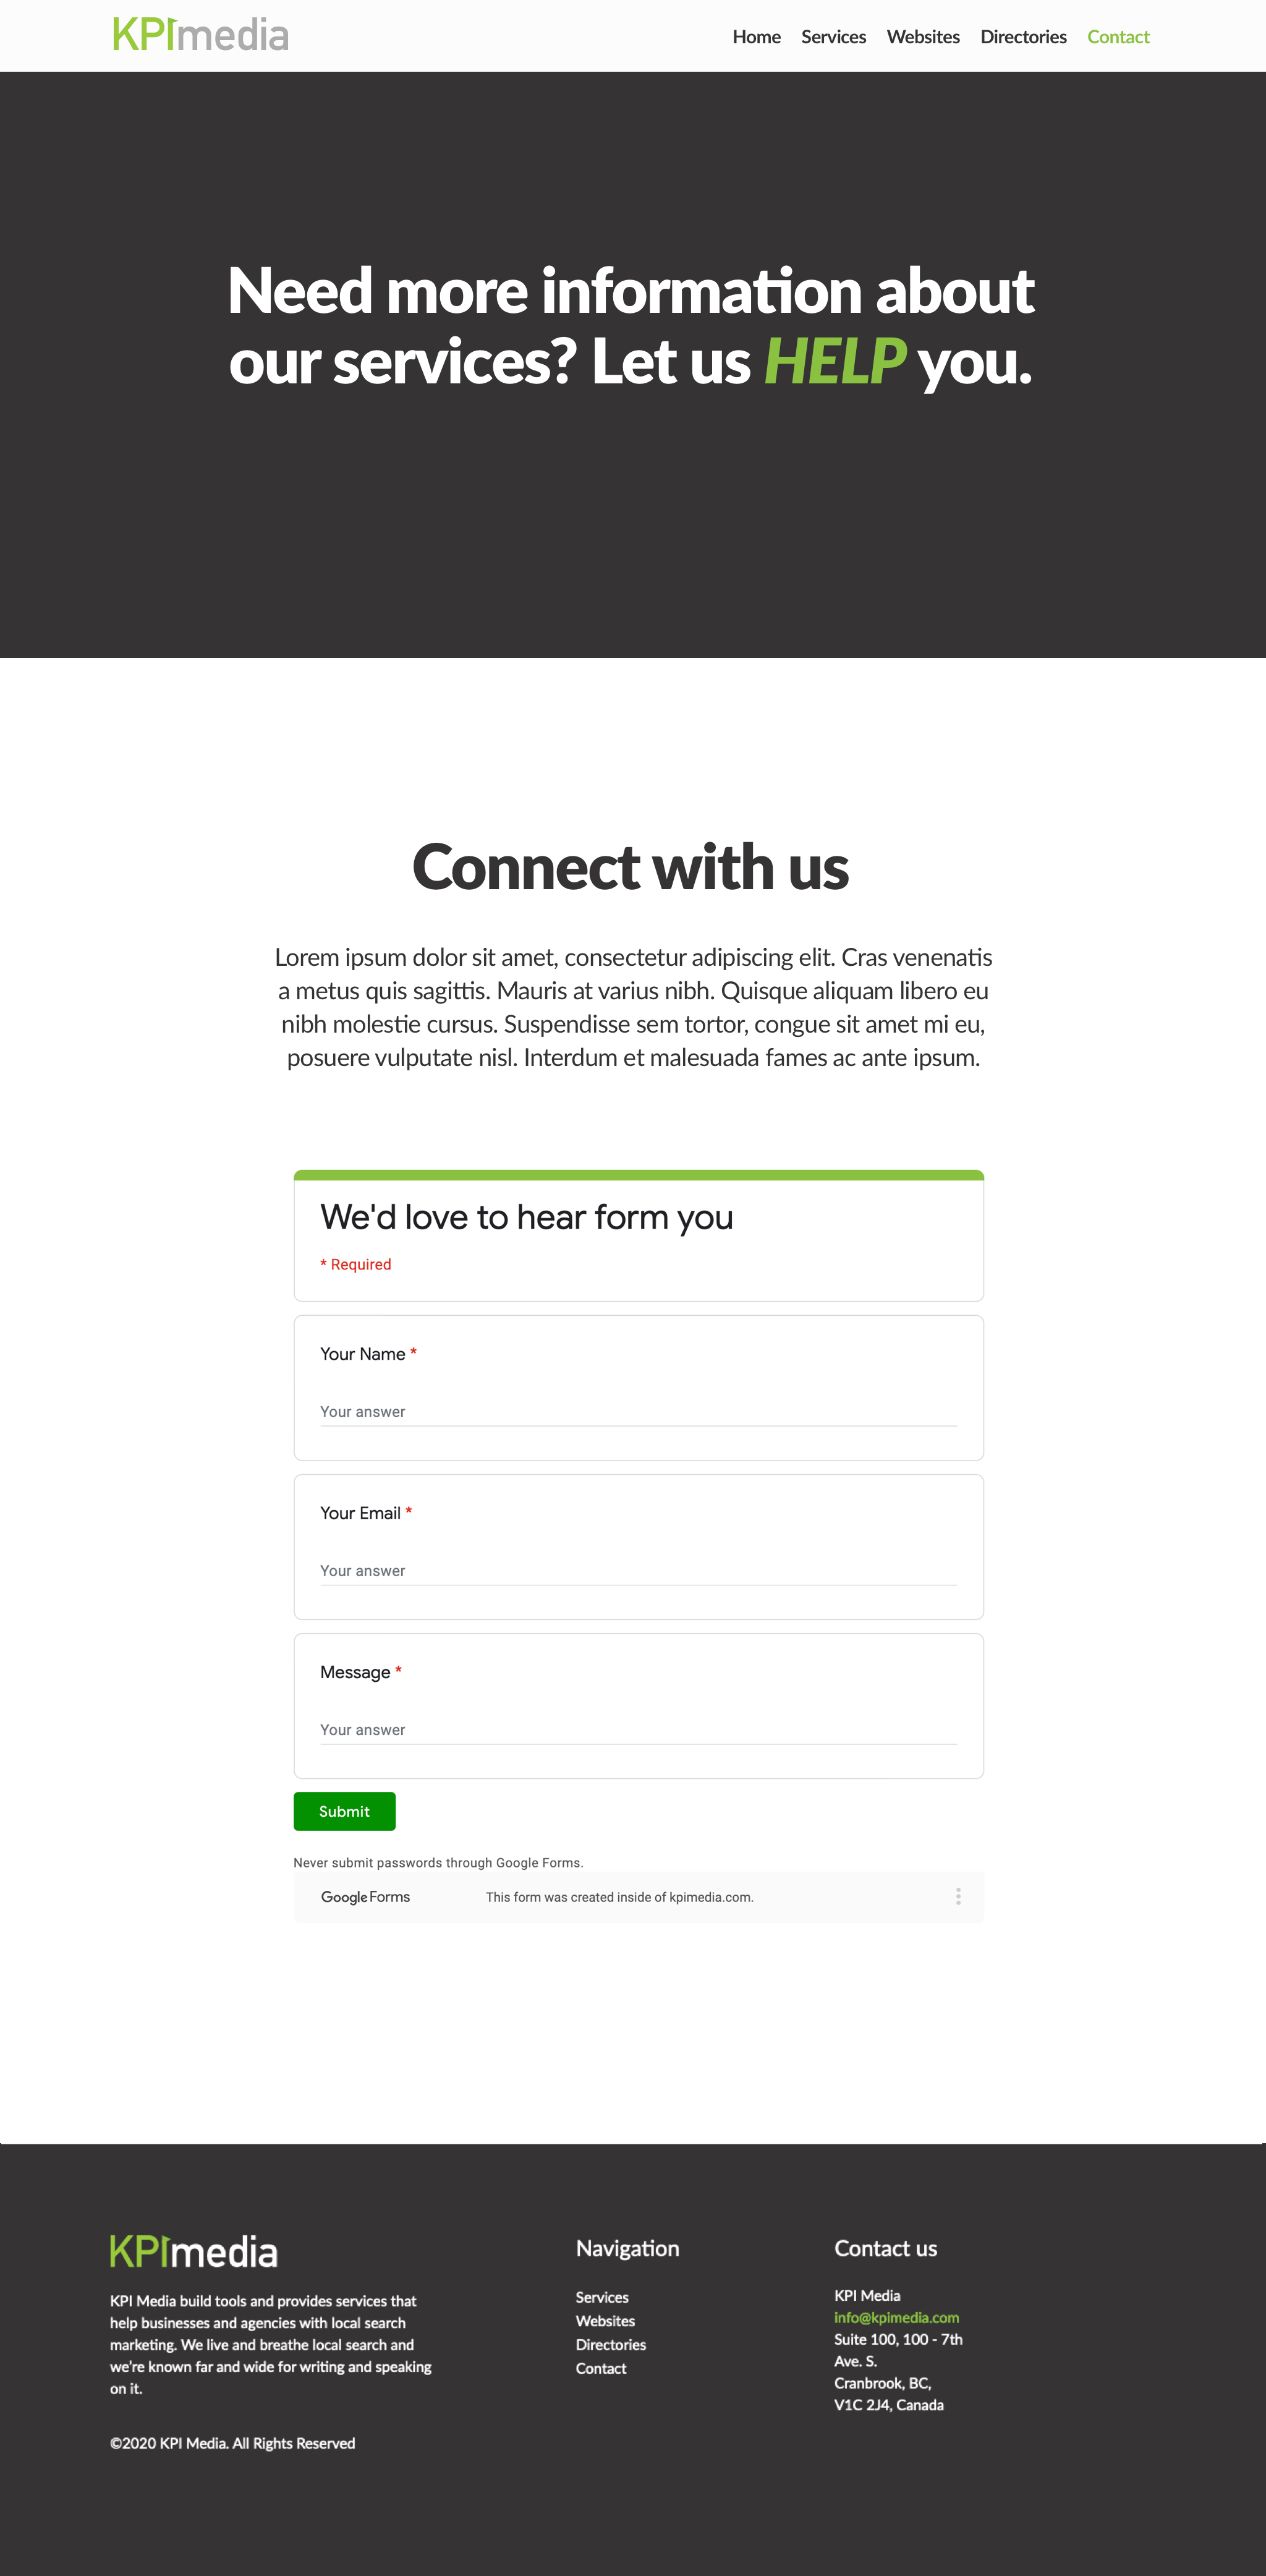 KPImedia
Home Services Websites Directories Contact
Need more information about
our services? Let us HELP you.
Connect with us
Lorem ipsum dolor sit amet, consectetur adipiscing elit. Cras venenatis
a metus quis sagittis. Mauris at varius nibh. Quisque aliquam libero eu
nibh molestie cursus. Suspendisse sem tortor, congue sit amet mi eu,
posuere vulputate nisl. Interdum et malesuada fames ac ante ipsum.
We'd love to hear form you
* Required
Your Name *
Your answer
Your Email *
Your answer
Message *
Your answer
Submit
Never submit passwords through Google Forms.
Google Forms
This form was created inside of kpimedia.com.
KPImedia
KPI Media build tools and provides services that
help businesses and agencies with local search
marketing. We live and breathe local search and
we’re known far and wide for writing and speaking
on it.
©2020 KPI Media. All Rights Reserved
Navigation
Services
Websites
Directories
Contact
Contact us
KPI Media
info@kpimedia.com
Suite 100, 100 - 7th
Ave. S.
Cranbrook, BC,
V1C 2J4, Canada